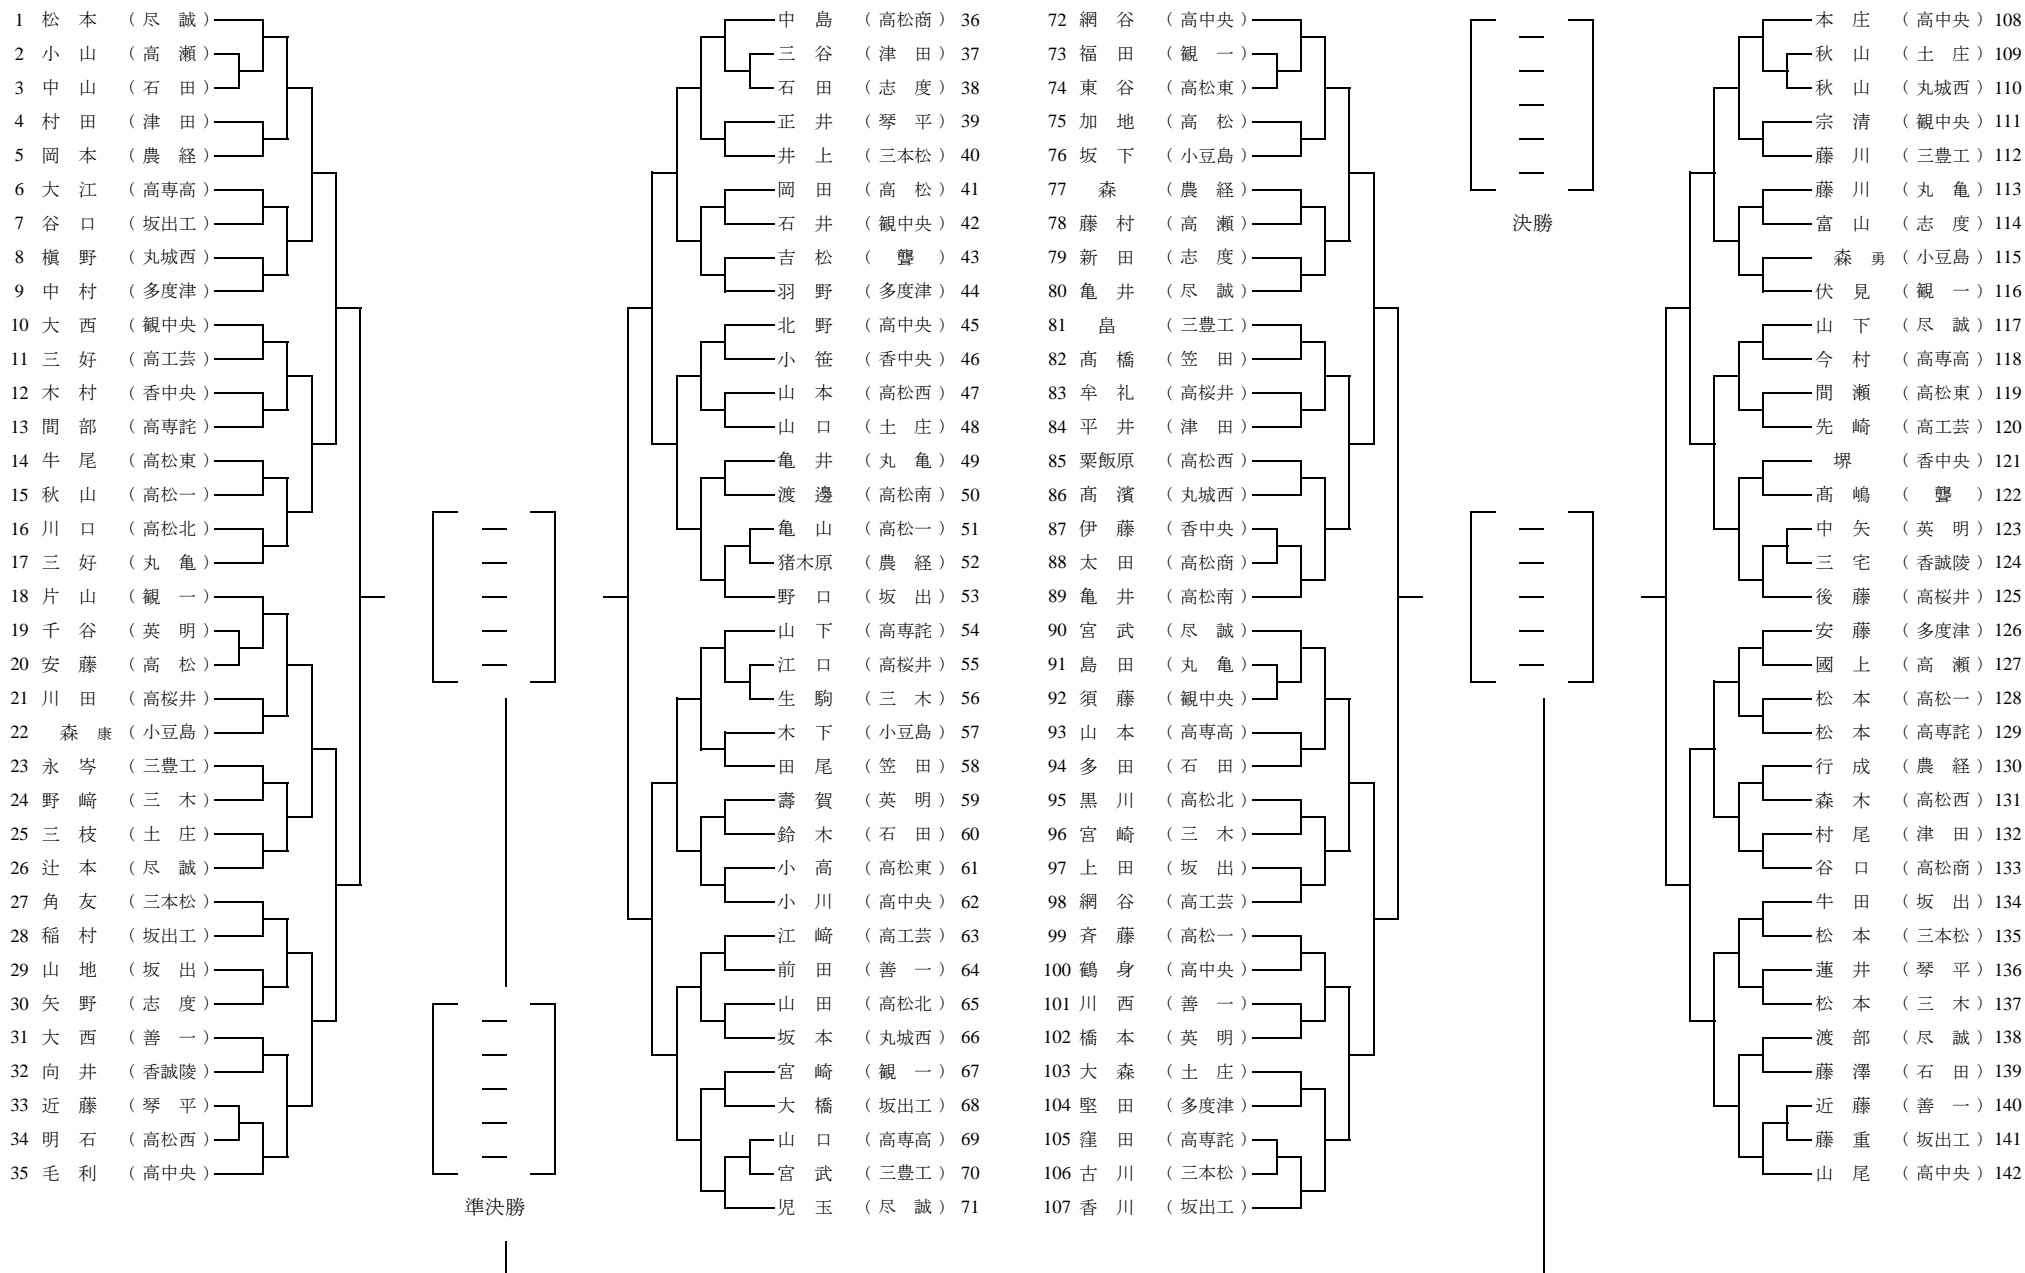 1 松本 （尽誠）
2 小山 （高瀬）
3 中山 （石田）
4 村田 （津田）
5 岡本 （農経）
6 大江 （高専高）
7 谷口 （坂出工）
8 槇野 （丸城西）
9 中村 （多度津）
10 大西 （観中央）
11 三好 （高工芸）
12 木村 （香中央）
13 間部 （高専詫）
14 牛尾 （高松東）
15 秋山 （高松一）
16 川口 （高松北）
17 三好 （丸亀）
18 片山 （観一）
19 千谷 （英明）
20 安藤 （高松）
21 川田 （高桜井）
22 森康 （小豆島）
23 永岑 （三豊工）
24 野﨑 （三木）
25 三枝 （土庄）
26 辻本 （尽誠）
27 角友 （三本松）
28 稲村 （坂出工）
29 山地 （坂出）
30 矢野 （志度）
31 大西 （善一）
32 向井 （香誠陵）
33 近藤 （琴平）
34 明石 （高松西）
35 毛利 （高中央）
準決勝
中島 （高松商） 36
三谷 （津田） 37
石田 （志度） 38
正井 （琴平） 39
井上 （三本松） 40
岡田 （高松） 41
石井 （観中央） 42
吉松 （聾） 43
羽野 （多度津） 44
北野 （高中央） 45
小笹 （香中央） 46
山本 （高松西） 47
山口 （土庄） 48
亀井 （丸亀） 49
渡邊 （高松南） 50
亀山 （高松一） 51
猪木原 （農経） 52
野口 （坂出） 53
山下 （高専詫） 54
江口 （高桜井） 55
生駒 （三木） 56
木下 （小豆島） 57
田尾 （笠田） 58
壽賀 （英明） 59
鈴木 （石田） 60
小高 （高松東） 61
小川 （高中央） 62
江﨑 （高工芸） 63
前田 （善一） 64
山田 （高松北） 65
坂本 （丸城西） 66
宮崎 （観一） 67
大橋 （坂出工） 68
山口 （高専高） 69
宮武 （三豊工） 70
児玉 （尽誠） 71
72 網谷 （高中央）
73 福田 （観一）
74 東谷 （高松東）
75 加地 （高松）
76 坂下 （小豆島）
77 森 （農経）
78 藤村 （高瀬）
79 新田 （志度）
80 亀井 （尽誠）
81 畠 （三豊工）
82 髙橋 （笠田）
83 牟礼 （高桜井）
84 平井 （津田）
85 粟飯原 （高松西）
86 髙濱 （丸城西）
87 伊藤 （香中央）
88 太田 （高松商）
89 亀井 （高松南）
90 宮武 （尽誠）
91 島田 （丸亀）
92 須藤 （観中央）
93 山本 （高専高）
94 多田 （石田）
95 黒川 （高松北）
96 宮崎 （三木）
97 上田 （坂出）
98 網谷 （高工芸）
99 斉藤 （高松一）
100 鶴身 （高中央）
101 川西 （善一）
102 橋本 （英明）
103 大森 （土庄）
104 堅田 （多度津）
105 窪田 （高専詫）
106 古川 （三本松）
107 香川 （坂出工）
決勝
本庄 （高中央） 108
秋山 （土庄） 109
秋山 （丸城西） 110
宗清 （観中央） 111
藤川 （三豊工） 112
藤川 （丸亀） 113
富山 （志度） 114
森勇 （小豆島） 115
伏見 （観一） 116
山下 （尽誠） 117
今村 （高専高） 118
間瀬 （高松東） 119
先崎 （高工芸） 120
堺 （香中央） 121
髙嶋 （聾） 122
中矢 （英明） 123
三宅 （香誠陵） 124
後藤 （高桜井） 125
安藤 （多度津） 126
國上 （高瀬） 127
松本 （高松一） 128
松本 （高専詫） 129
行成 （農経） 130
森木 （高松西） 131
村尾 （津田） 132
谷口 （高松商） 133
牛田 （坂出） 134
松本 （三本松） 135
蓮井 （琴平） 136
松本 （三木） 137
渡部 （尽誠） 138
藤澤 （石田） 139
近藤 （善一） 140
藤重 （坂出工） 141
山尾 （高中央） 142